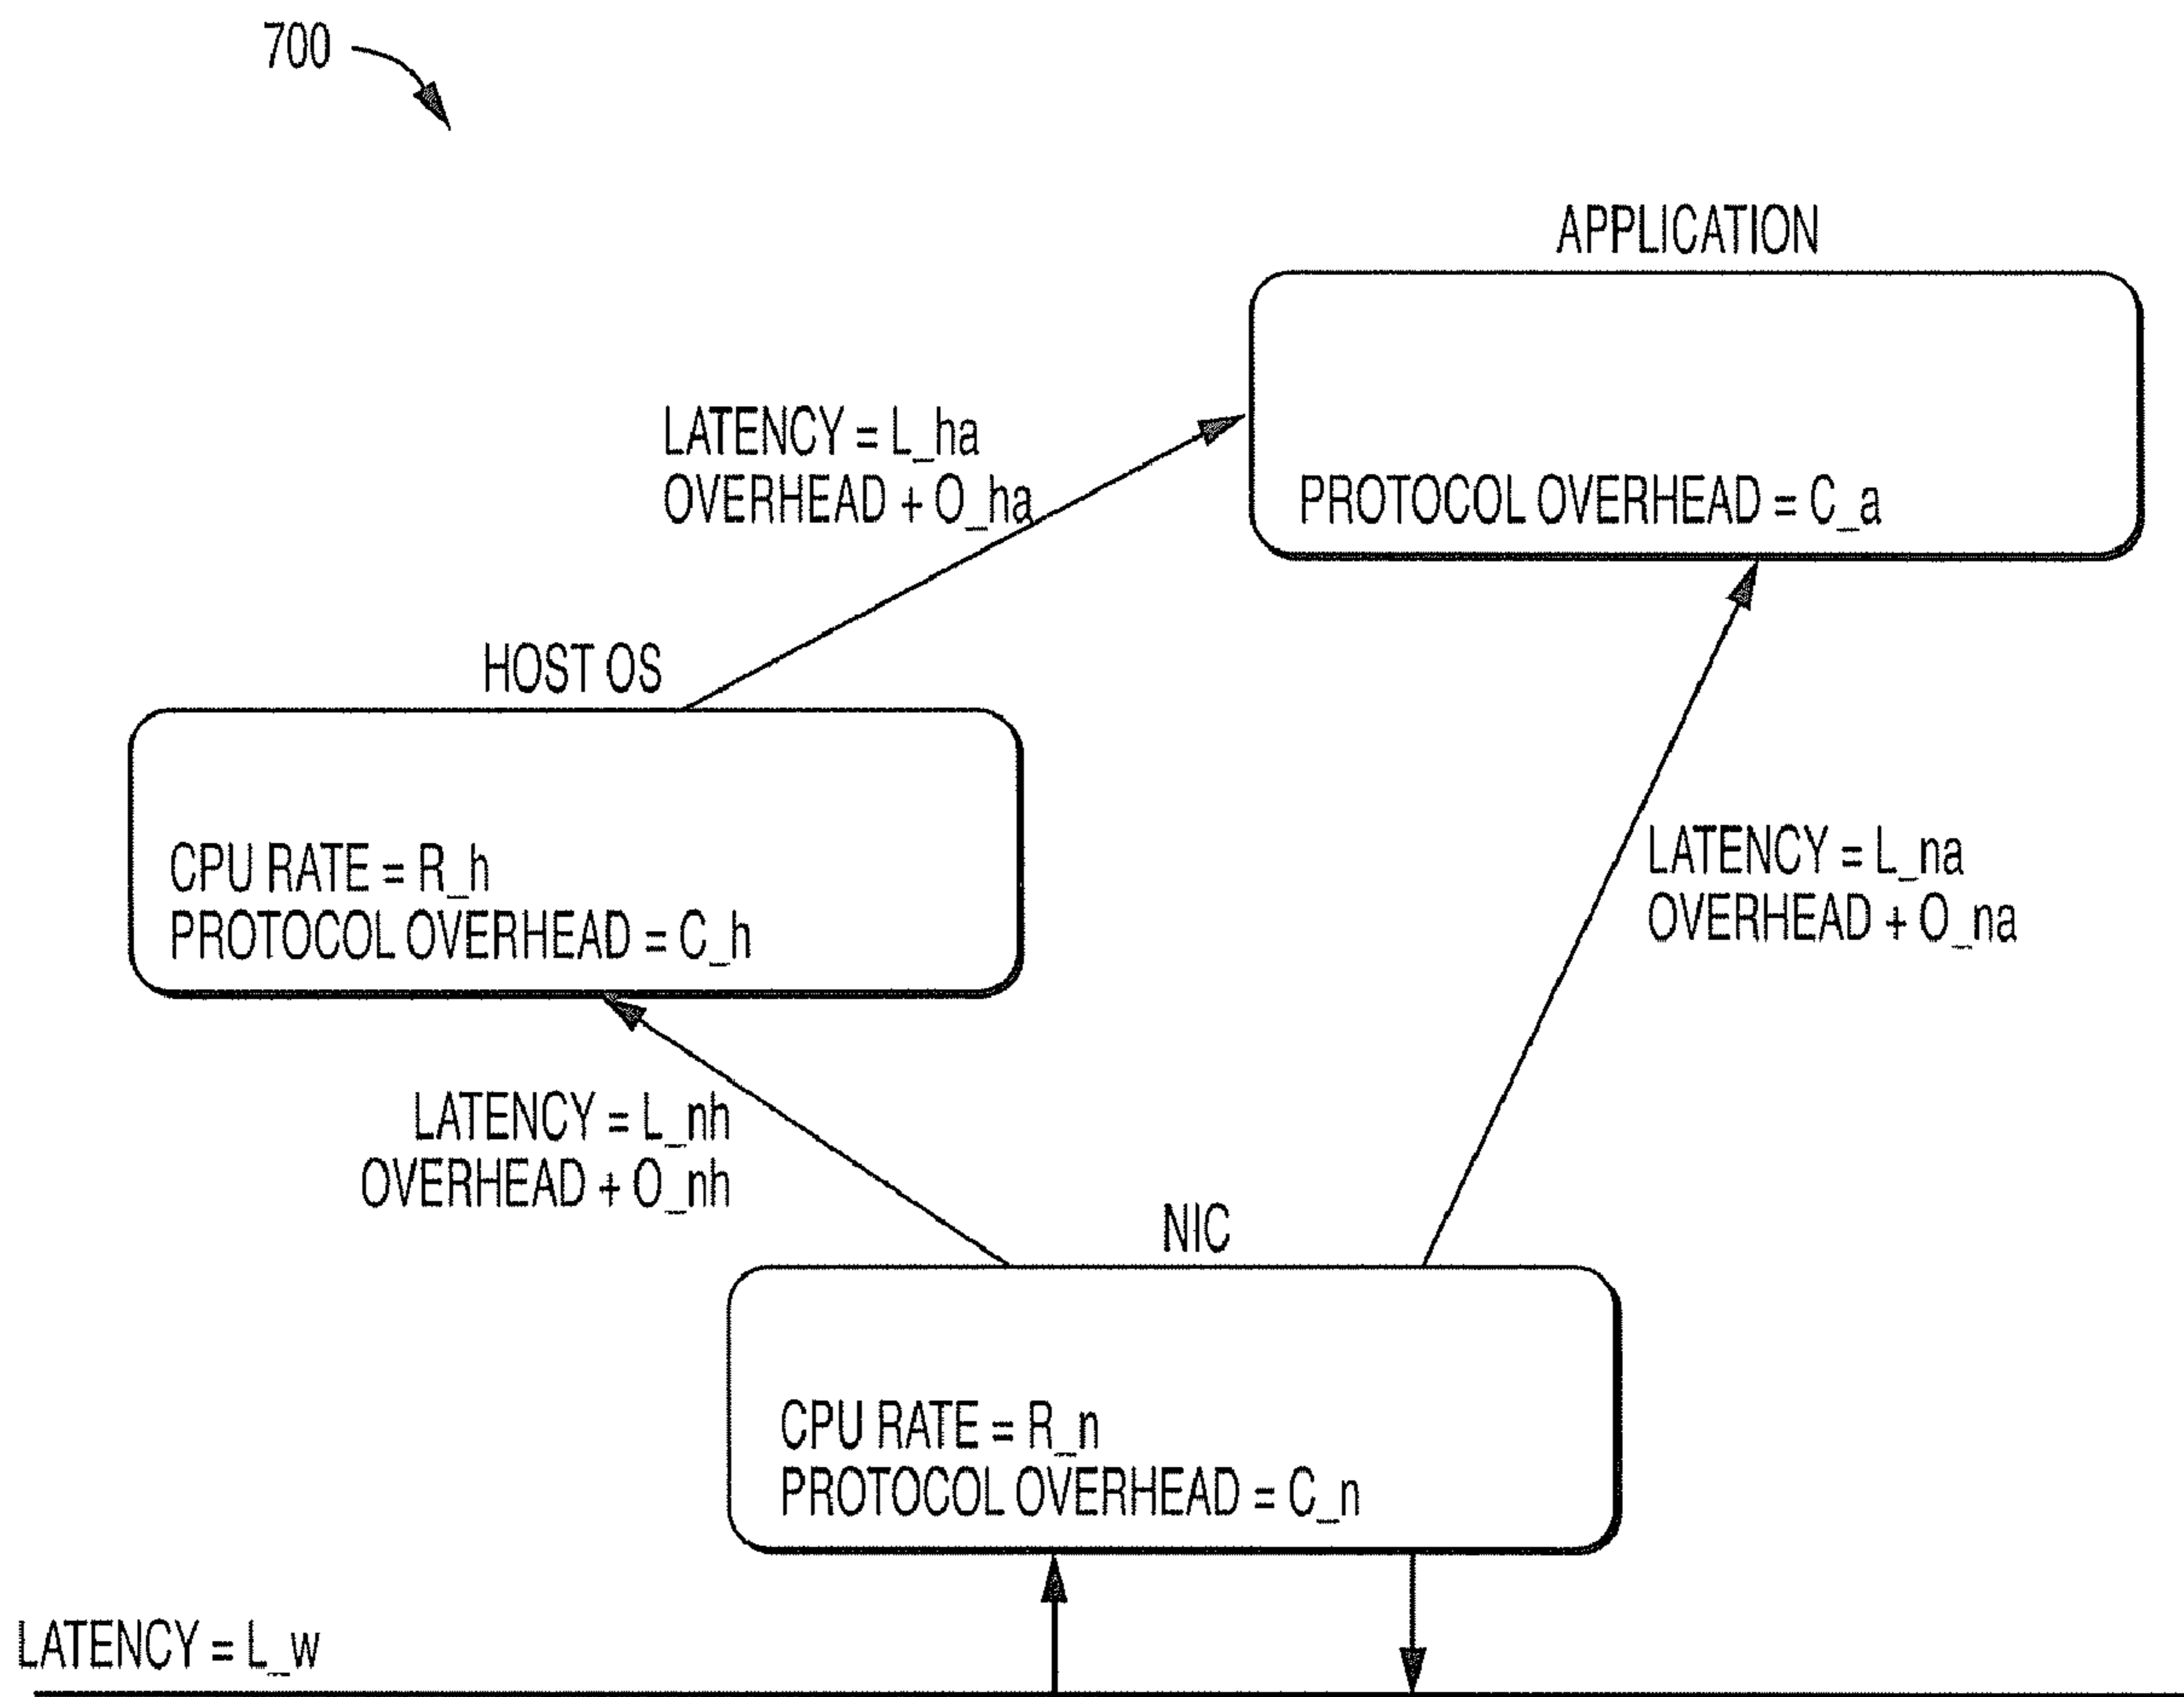 700
APPLICATION
LATENCY = L_ha
OVERHEAD + O_ha
PROTOCOL OVERHEAD = C_a
HOST OS
CPU RATE = R_h
PROTOCOL OVERHEAD = C_h
LATENCY = L_na
OVERHEAD + O_na
LATENCY = L_nh
OVERHEAD + O_nh
NIC
CPU RATE = R_n
PROTOCOL OVERHEAD = C_n
LATENCY = L_w